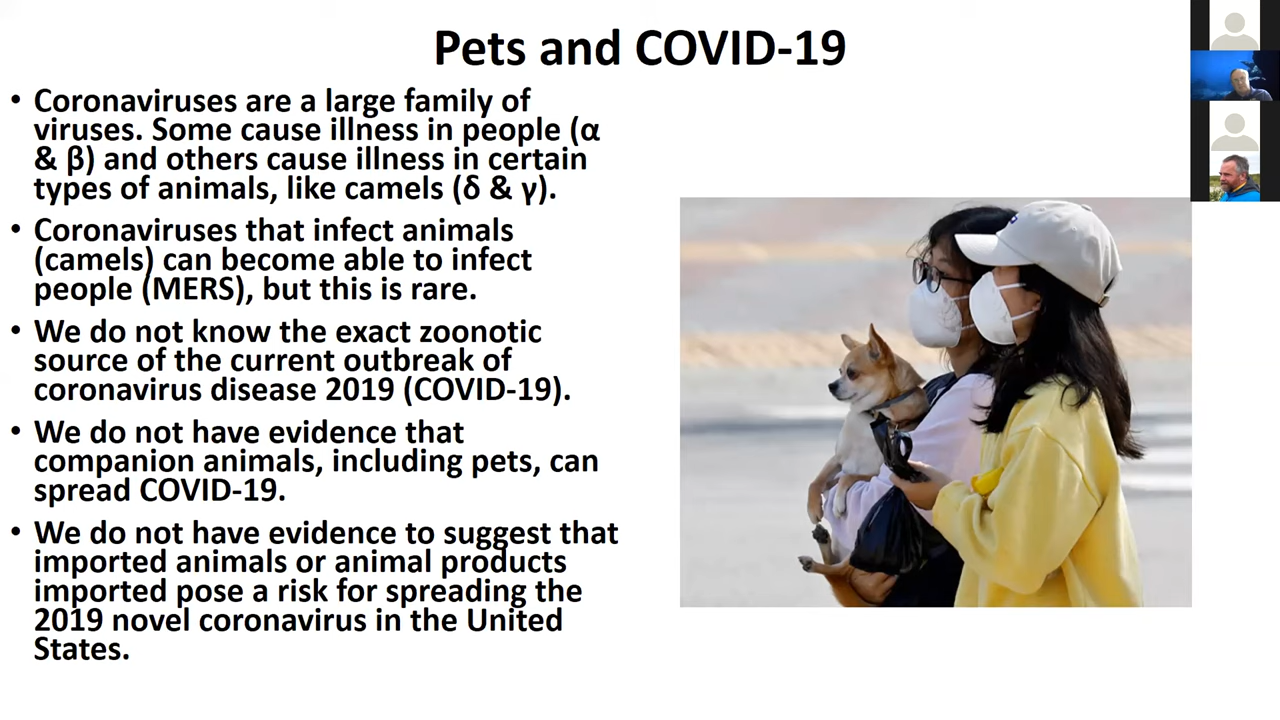 Pets and COVID-19
• Coronaviruses are a large family of
viruses. Some cause illness in people (α
& β) and others cause illness in certain
types of animals, like camels (δ & γ).
• Coronaviruses that infect animals
(camels) can become able to infect
people (MERS), but this is rare.
• We do not know the exact zoonotic
source of the current outbreak of
coronavirus disease 2019 (COVID-19).
• We do not have evidence that
companion animals, including pets, can
spread COVID-19.
• We do not have evidence to suggest that
imported animals or animal products
imported pose a risk for spreading the
2019 novel coronavirus in the United
States.